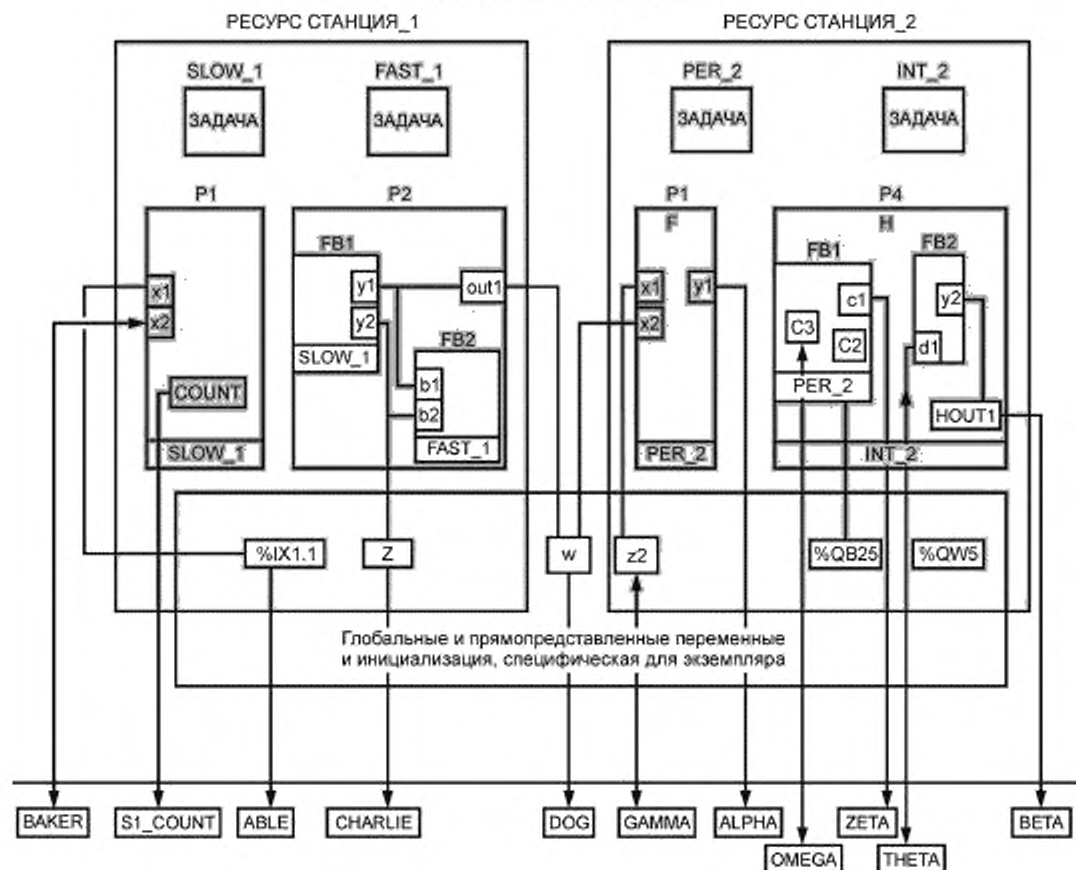 РЕСУРС СТАНЦИЯ_1
РЕСУРС СТАНЦИЯ_2
SLOW_1
FAST_1
PER_2
INT_2
ЗАДАЧА
ЗАДАЧА
ЗАДАЧА
ЗАДАЧА
P1
P2
P1
P4
F
H
FB1
FB1
FB2
x1
y1
out1
x1
y1
c1
y2
x2
y2
x2
C3
C2
d1
FB2
SLOW_1
b1
PER_2
COUNT
b2
HOUT1
SLOW_1
FAST_1
PER_2
INT_2
%IX1.1
Z
w
z2
%QB25
%QW5
Глобальные и прямопредставленные переменные
и инициализация, специфическая для экземпляра
BAKER
S1_COUNT
ABLE
CHARLIE
DOG
GAMMA
ALPHA
ZETA
BETA
OMEGA
THETA